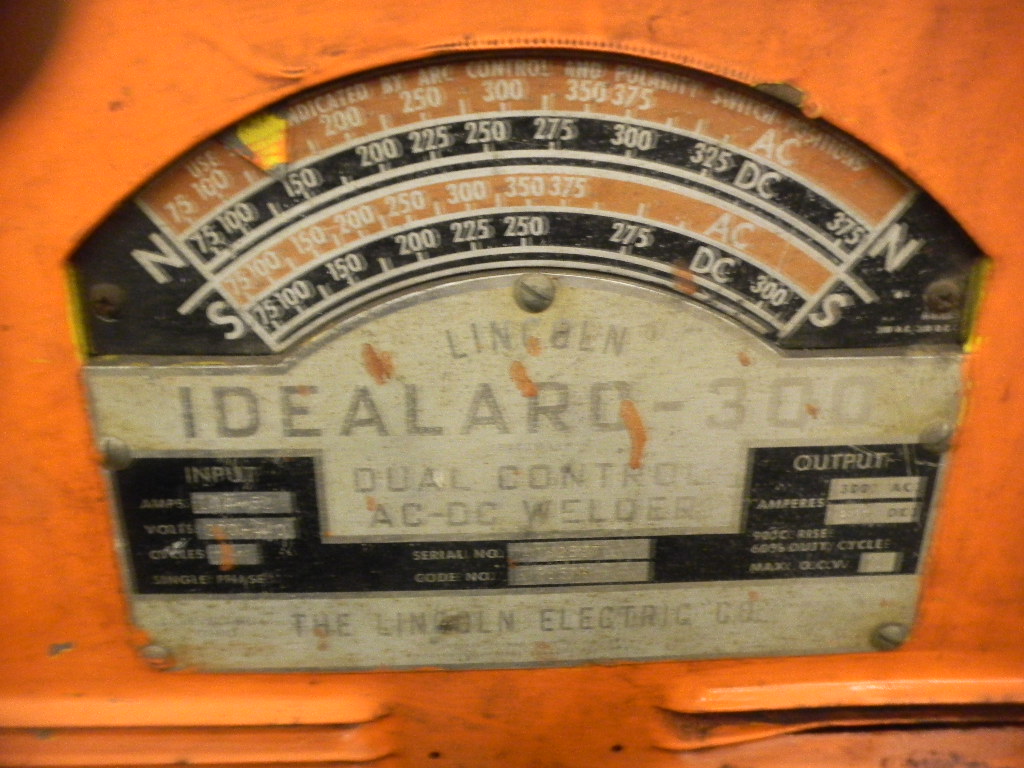 USE INDICATED BY ARC CONTROL AND POLARITY SWITCH
75 100 200 250 300 350 375 AC
75 100 150 200 225 250 275 300 325 DC 375
N N
75 100 150 200 250 300 350 375 AC
75 100 150 200 225 250 275 DC 300
S S
LINCOLN
IDEALARC-300
DUAL CONTROL
AC-DC WELDER
INPUT
AMPS.
VOLTS
CYCLES
SINGLE PHASE
SERIAL NO.
CODE NO.
OUTPUT
AMPERES 300 AC
DC
RISE
60% DUTY CYCLE
MAX. O.C.V.
THE LINCOLN ELECTRIC CO.